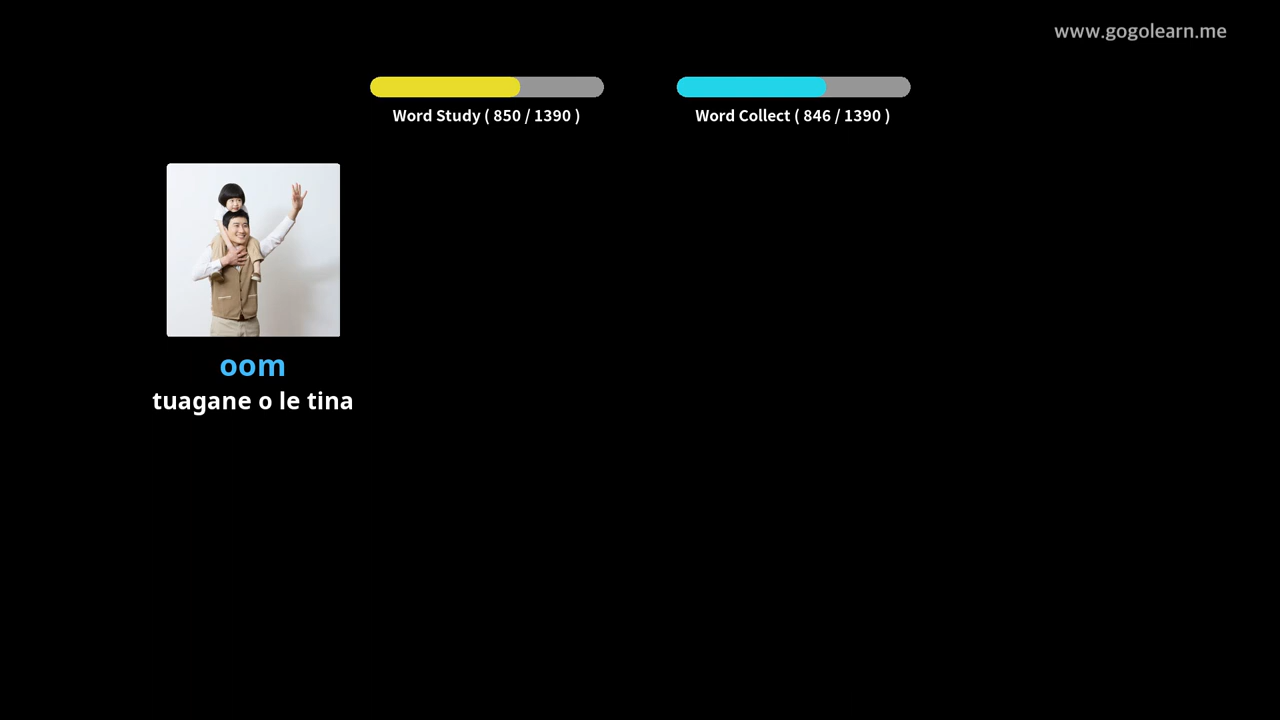 www.gogolearn.me
Word Study ( 850 / 1390 )
Word Collect ( 846 / 1390 )
oom
tuagane o le tina